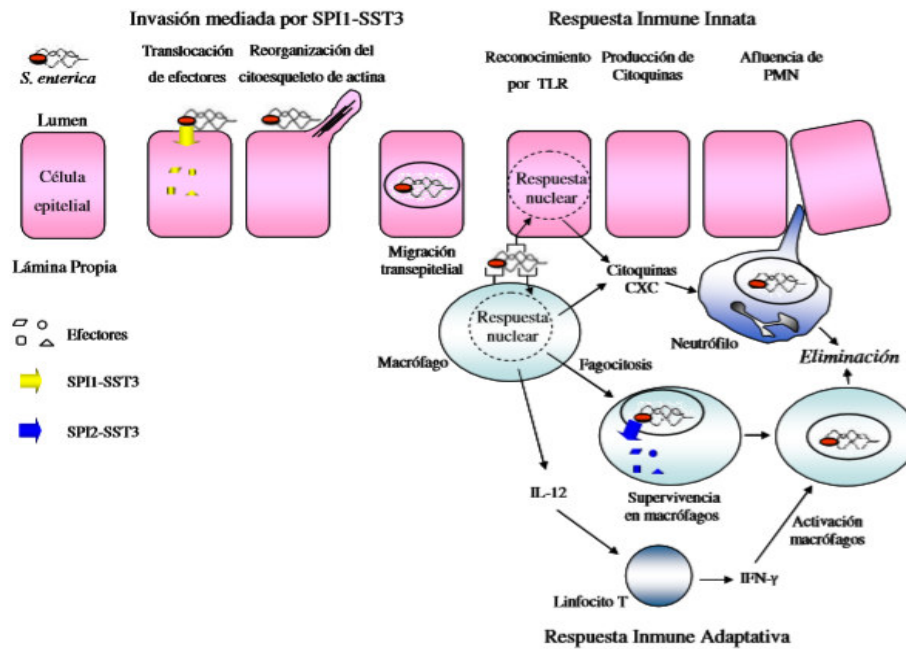 Invasión mediada por SPI1-SST3
Respuesta Inmune Innata
S. enterica
Translocación
de efectores
Reorganización del
citoesqueleto de actina
Reconocimiento
por TLR
Producción de
Citoquinas
Afluencia de
PMN
Lumen
Célula
epitelial
Respuesta
nuclear
Lámina Propia
Migración
transepitelial
Citoquinas
CXC
Respuesta
nuclear
Macrófago
Neutrófilo
Efectores
Fagocitosis
Eliminación
SPI1-SST3
SPI2-SST3
IL-12
Supervivencia
en macrófagos
Activación
macrófagos
Linfocito T
IFN-γ
Respuesta Inmune Adaptativa